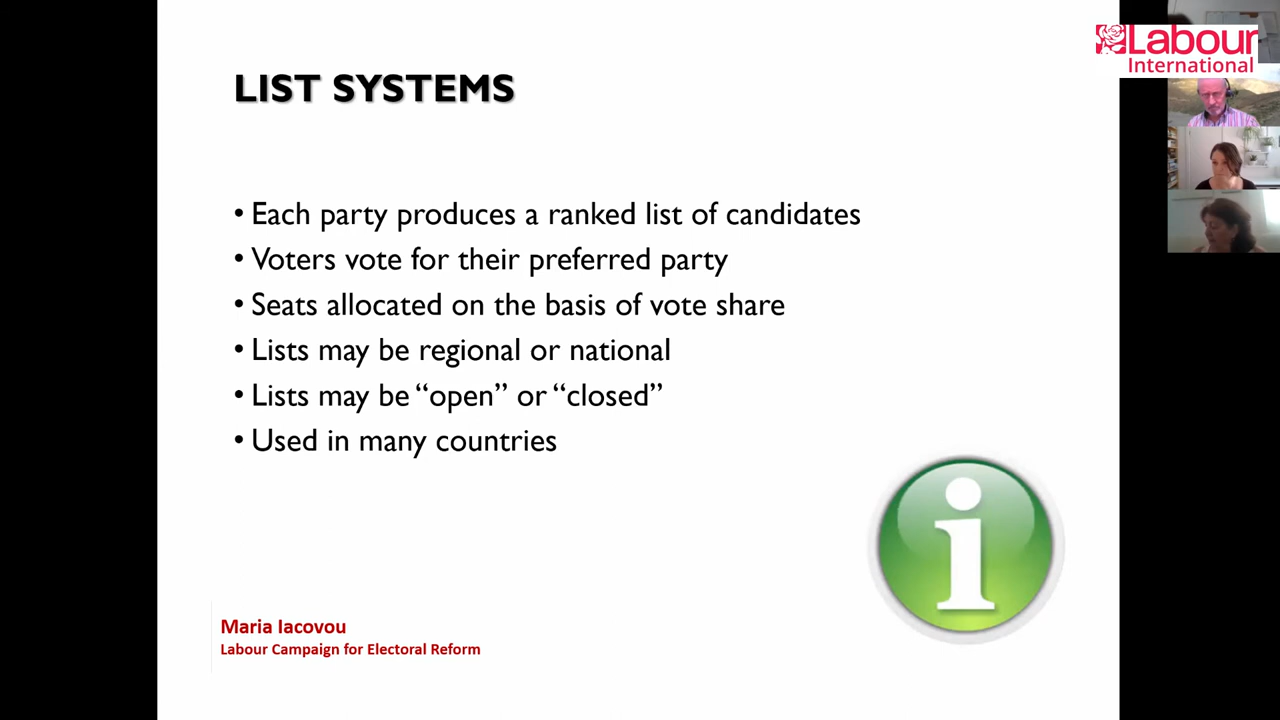 Labour
International
LIST SYSTEMS
• Each party produces a ranked list of candidates
• Voters vote for their preferred party
• Seats allocated on the basis of vote share
• Lists may be regional or national
• Lists may be “open” or “closed”
• Used in many countries
i
Maria Iacovou
Labour Campaign for Electoral Reform